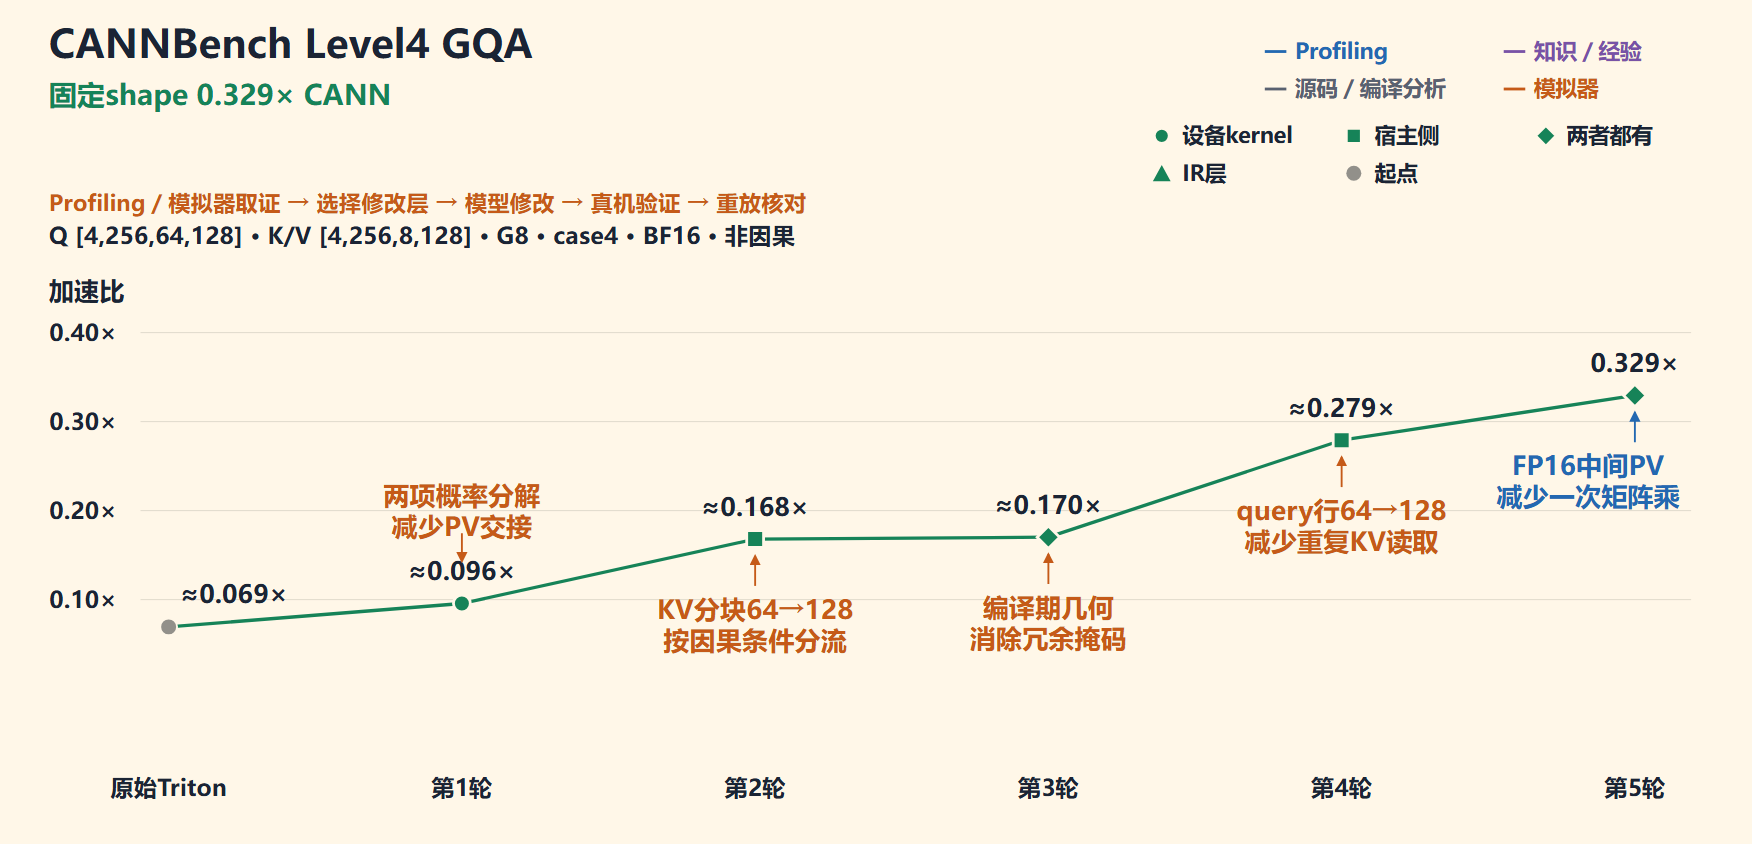 CANNBench Level4 GQA
固定shape 0.329× CANN
— Profiling
— 知识 / 经验
— 源码 / 编译分析
— 模拟器
设备kernel
宿主侧
两者都有
IR层
起点
Profiling / 模拟器取证 → 选择修改层 → 模型修改 → 真机验证 → 重放核对
Q [4,256,64,128] • K/V [4,256,8,128] • G8 • case4 • BF16 • 非因果
加速比
0.40×
0.30×
0.20×
0.10×
≈0.069×
两项概率分解
减少PV交接
≈0.096×
≈0.168×
KV分块64→128
按因果条件分流
≈0.170×
编译期几何
消除冗余掩码
≈0.279×
query行64→128
减少重复KV读取
0.329×
FP16中间PV
减少一次矩阵乘
原始Triton
第1轮
第2轮
第3轮
第4轮
第5轮